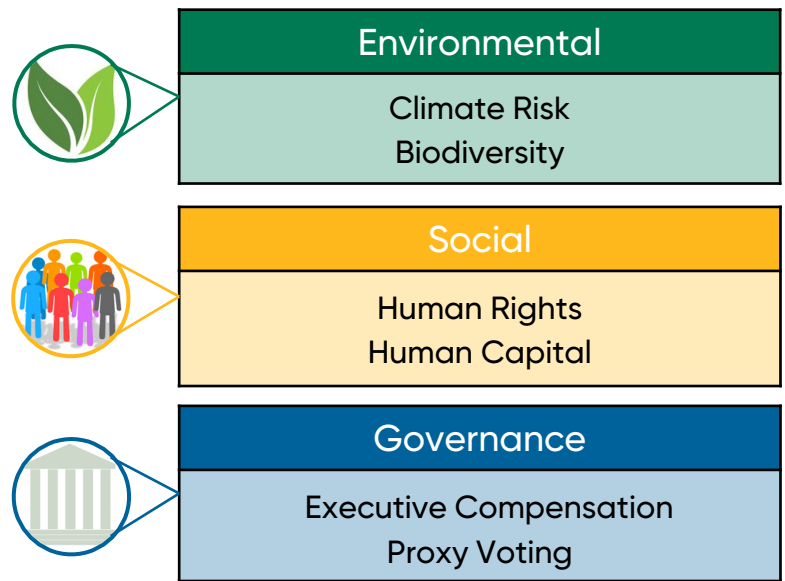 Environmental
Climate Risk
Biodiversity
Social
Human Rights
Human Capital
Governance
Executive Compensation
Proxy Voting